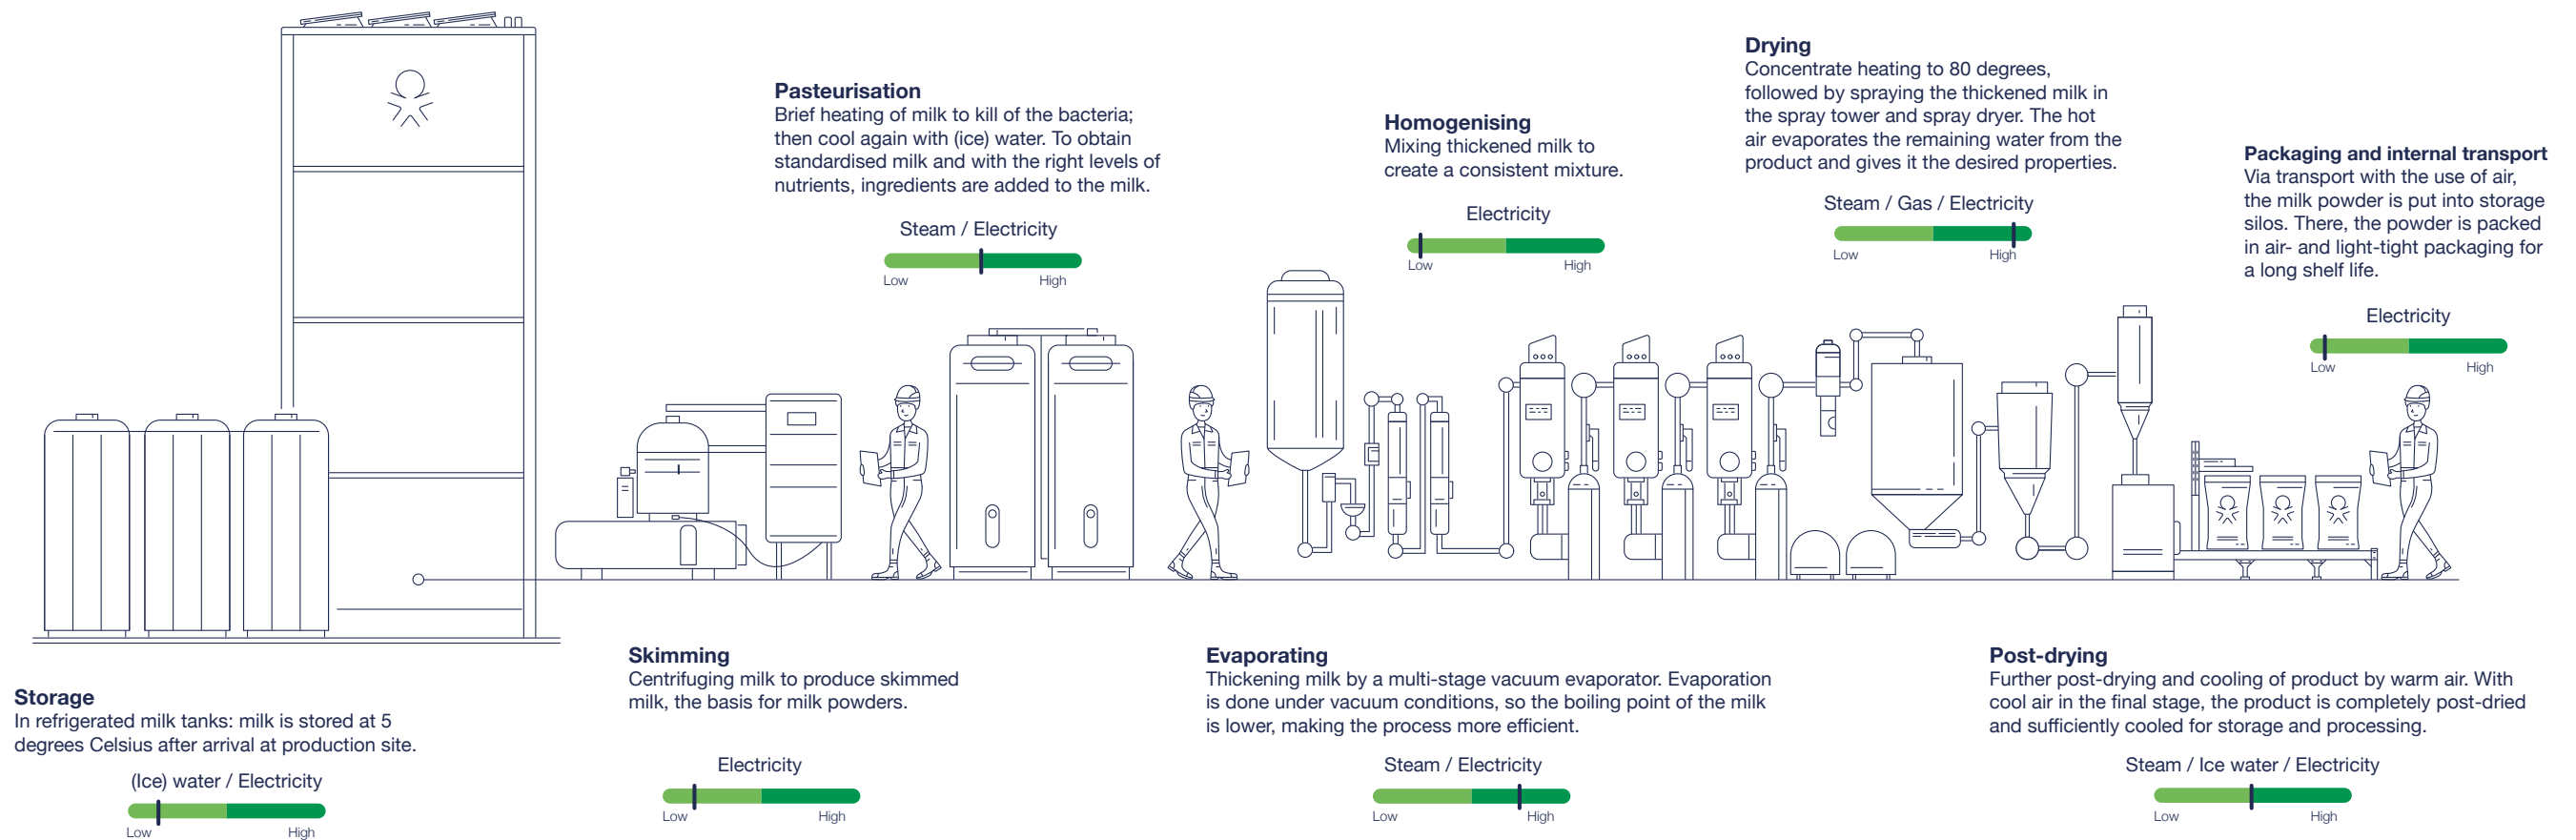 Storage
In refrigerated milk tanks: milk is stored at 5
degrees Celsius after arrival at production site.
(Ice) water / Electricity
Low
High
Skimming
Centrifuging milk to produce skimmed
milk, the basis for milk powders.
Electricity
Low
High
Pasteurisation
Brief heating of milk to kill of the bacteria;
then cool again with (ice) water. To obtain
standardised milk and with the right levels of
nutrients, ingredients are added to the milk.
Steam / Electricity
Low
High
Evaporating
Thickening milk by a multi-stage vacuum evaporator. Evaporation
is done under vacuum conditions, so the boiling point of the milk
is lower, making the process more efficient.
Steam / Electricity
Low
High
Homogenising
Mixing thickened milk to
create a consistent mixture.
Electricity
Low
High
Drying
Concentrate heating to 80 degrees,
followed by spraying the thickened milk in
the spray tower and spray dryer. The hot
air evaporates the remaining water from the
product and gives it the desired properties.
Steam / Gas / Electricity
Low
High
Post-drying
Further post-drying and cooling of product by warm air. With
cool air in the final stage, the product is completely post-dried
and sufficiently cooled for storage and processing.
Steam / Ice water / Electricity
Low
High
Packaging and internal transport
Via transport with the use of air,
the milk powder is put into storage
silos. There, the powder is packed
in air- and light-tight packaging for
a long shelf life.
Electricity
Low
High